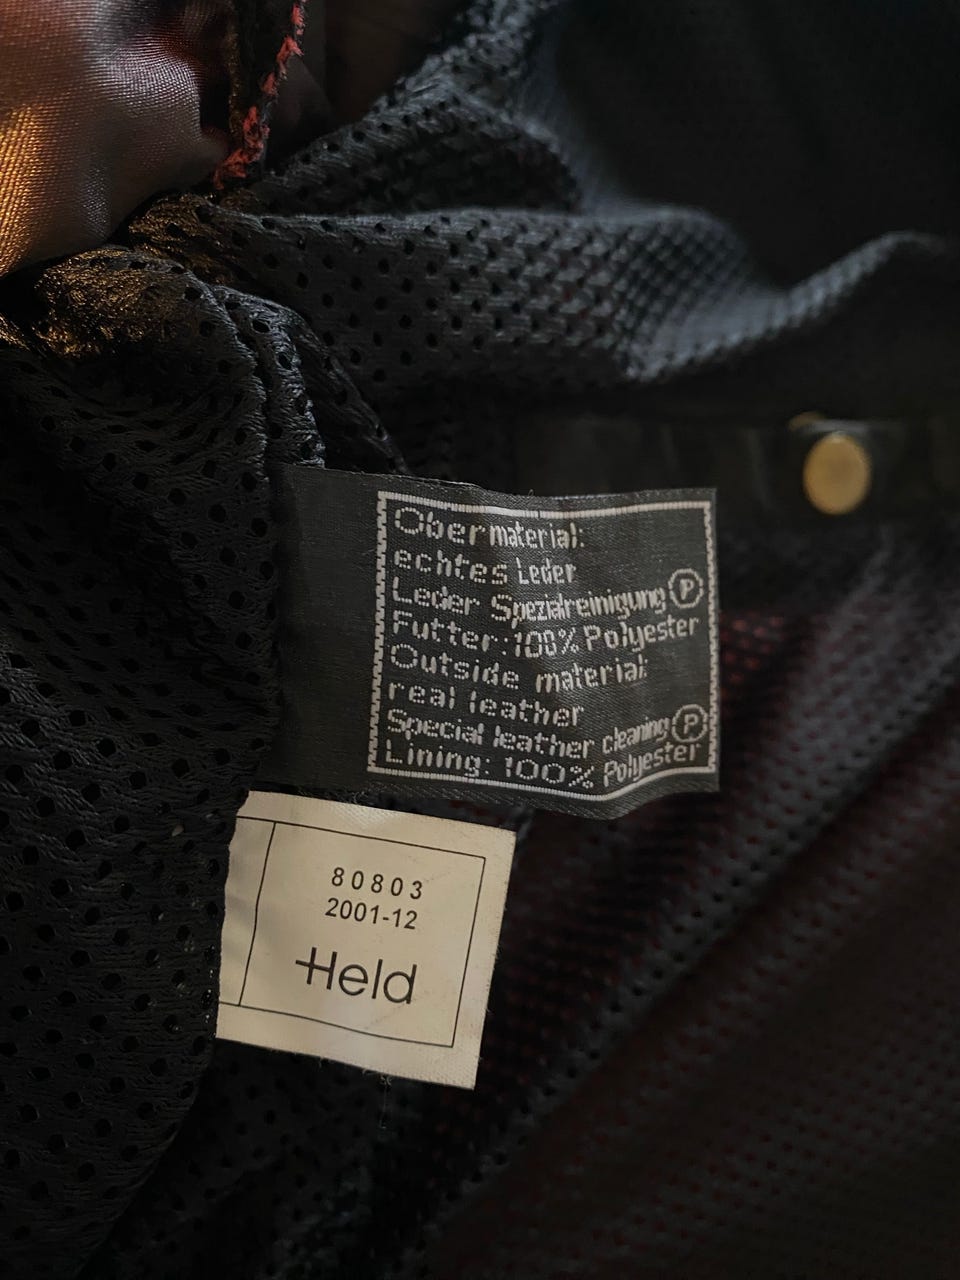 Obermaterial:
echtes Leder
Leder Spezialreinigung P
Futter: 100% Polyester
Outside material:
real leather
Special leather cleaning P
Lining: 100% Polyester
80803
2001-12
Held